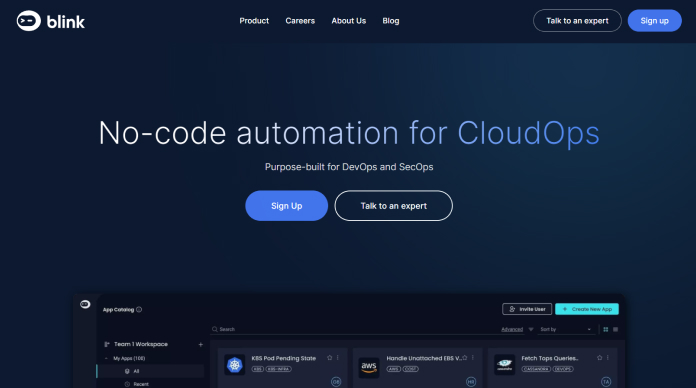 blink
Product Careers About Us Blog
Talk to an expert Sign up
No-code automation for CloudOps
Purpose-built for DevOps and SecOps
Sign Up Talk to an expert
App Catalog
Invite User + Create New App
Search
Advanced Sort by
Team 1 Workspace +
My Apps (100)
All
Recent
K8S Pod Pending State
K8S K8S-INFRA
aws
Handle Unattached EBS V...
AWS COST
Fetch Tops Queries...
CASSANDRA DEVOPS